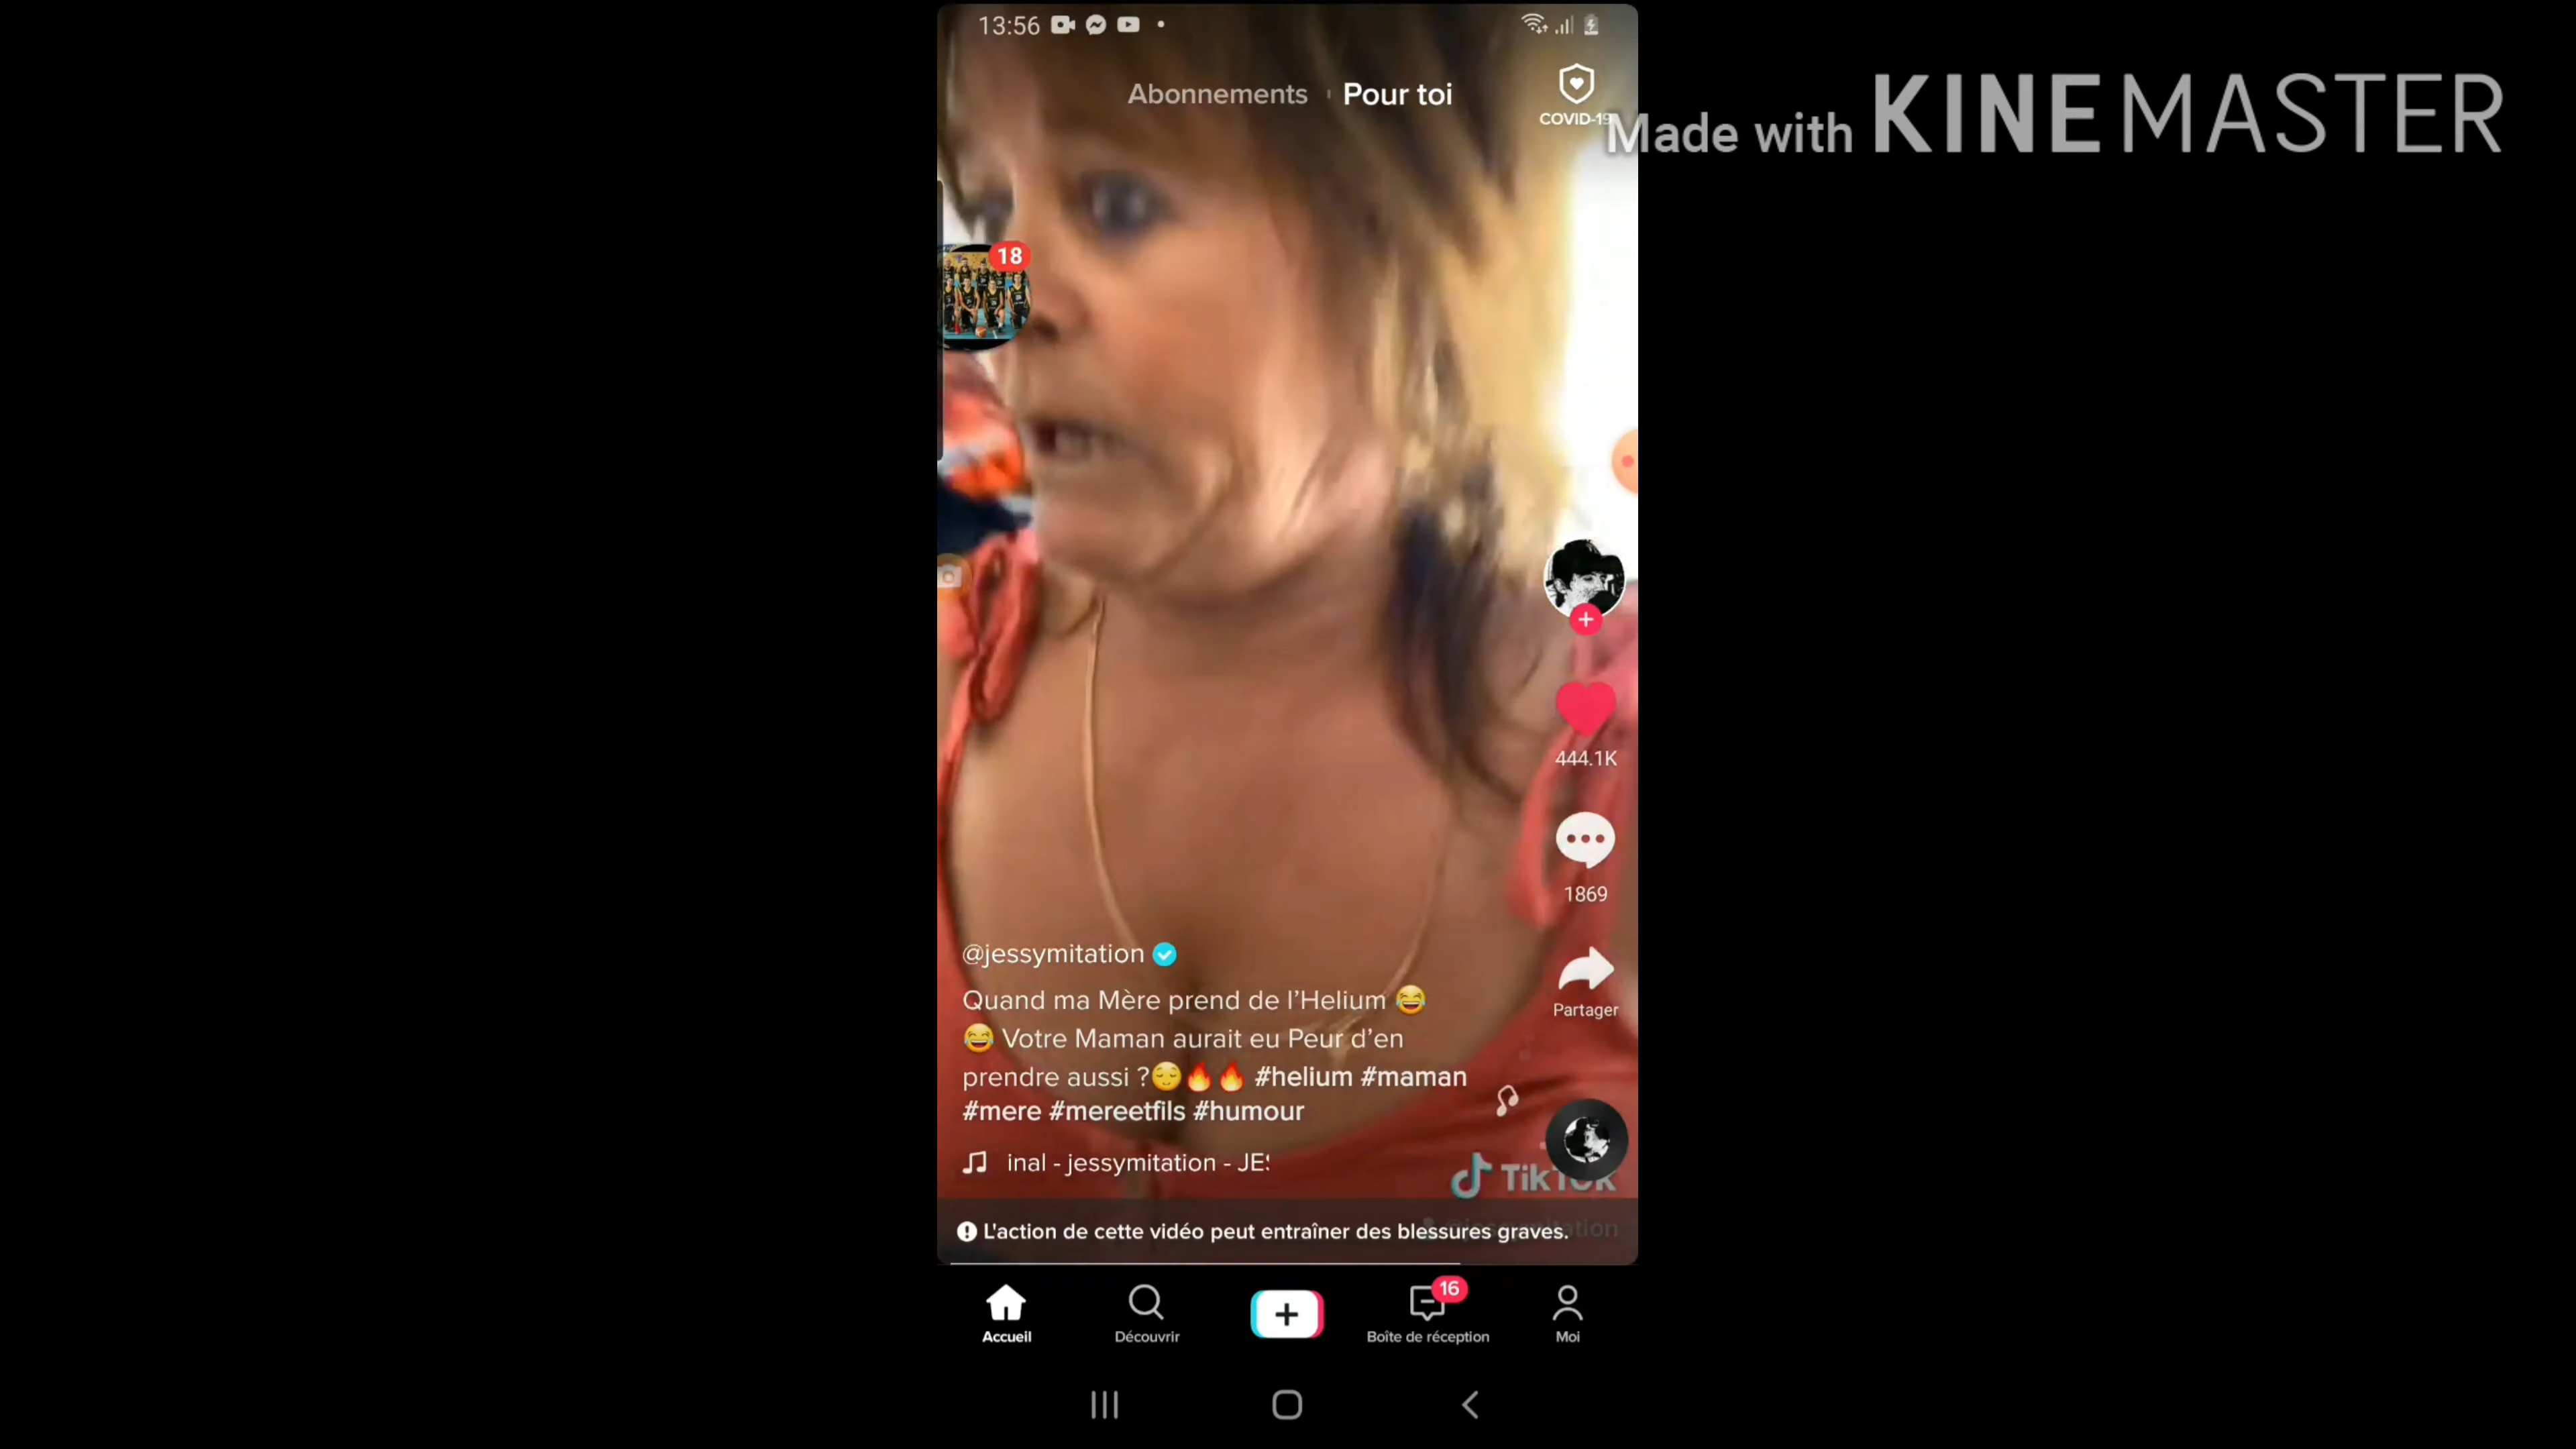 13:56
Abonnements Pour toi
COVID-19
Made with KINEMASTER
18
444.1K
1869
@jessymitation
Quand ma Mère prend de l’Helium 😂
😂 Votre Maman aurait eu Peur d’en
prendre aussi ?😌🔥🔥 #helium #maman
#mere #mereetfils #humour
Partager
inal - jessymitation - JES
TikTok
L'action de cette vidéo peut entraîner des blessures graves.
Accueil
Découvrir
16
Boîte de réception
Moi